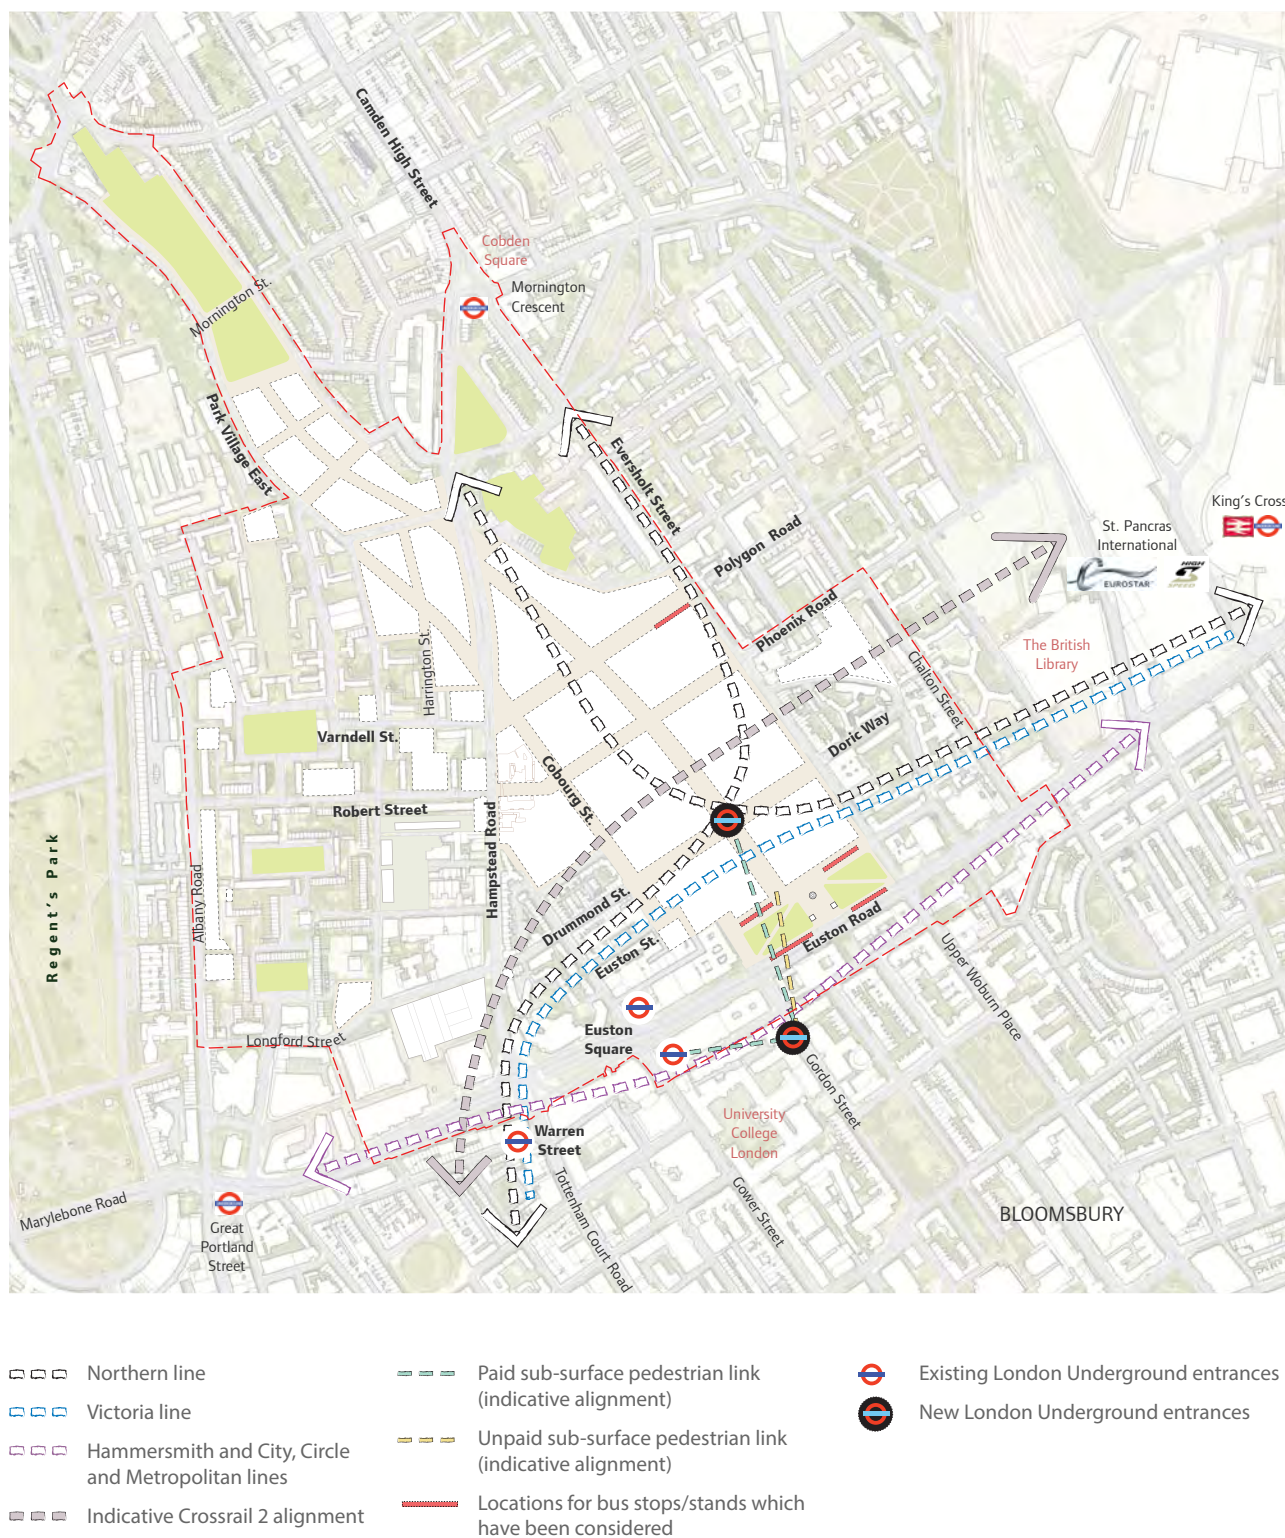 Camden High Street
Cobden
Square
Mornington
Crescent
Mornington St.
Park Village East
Eversholt Street
Polygon Road
King's Cross
St. Pancras
International
EUROSTAR
HIGH
SPEED
Phoenix Road
The British
Library
Chalton Street
Harrington St.
Varndell St.
Doric Way
Cobourg St.
Robert Street
Hampstead Road
Regent's Park
Albany Road
Drummond St.
Euston St.
Euston Road
Upper Woburn Place
Euston
Square
Longford Street
Gordon Street
University
College
London
Warren
Street
Tottenham Court Road
Gower Street
Marylebone Road
Great
Portland
Street
BLOOMSBURY
Northern line
Victoria line
Hammersmith and City, Circle
and Metropolitan lines
Indicative Crossrail 2 alignment
Paid sub-surface pedestrian link
(indicative alignment)
Unpaid sub-surface pedestrian link
(indicative alignment)
Locations for bus stops/stands which
have been considered
Existing London Underground entrances
New London Underground entrances